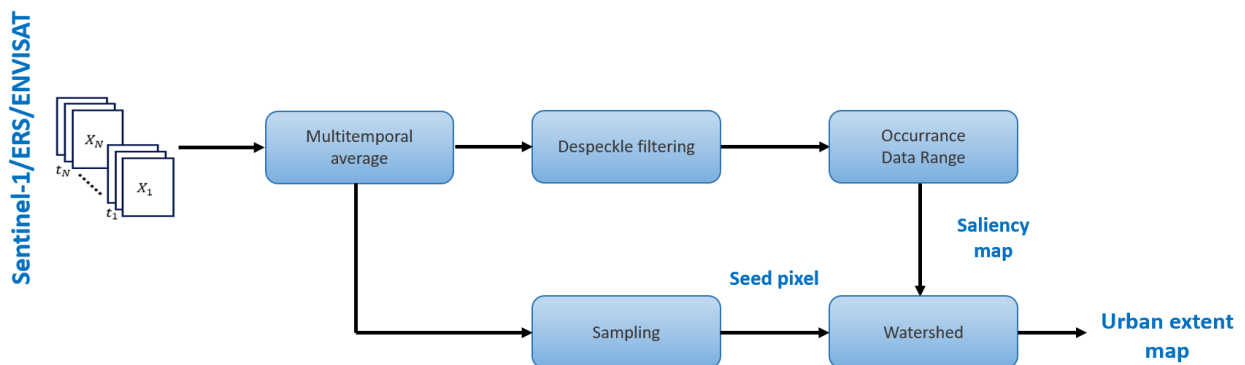 Sentinel-1/ERS/ENVISAT
X_N
t_N
X_1
t_1
Multitemporal
average
Despeckle filtering
Occurrance
Data Range
Saliency
map
Seed pixel
Sampling
Watershed
Urban extent
map